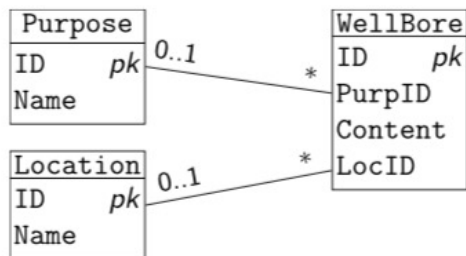 Purpose
ID pk
Name
0..1
*
WellBore
ID pk
PurpID
Content
LocID
Location
ID pk
Name
0..1
*